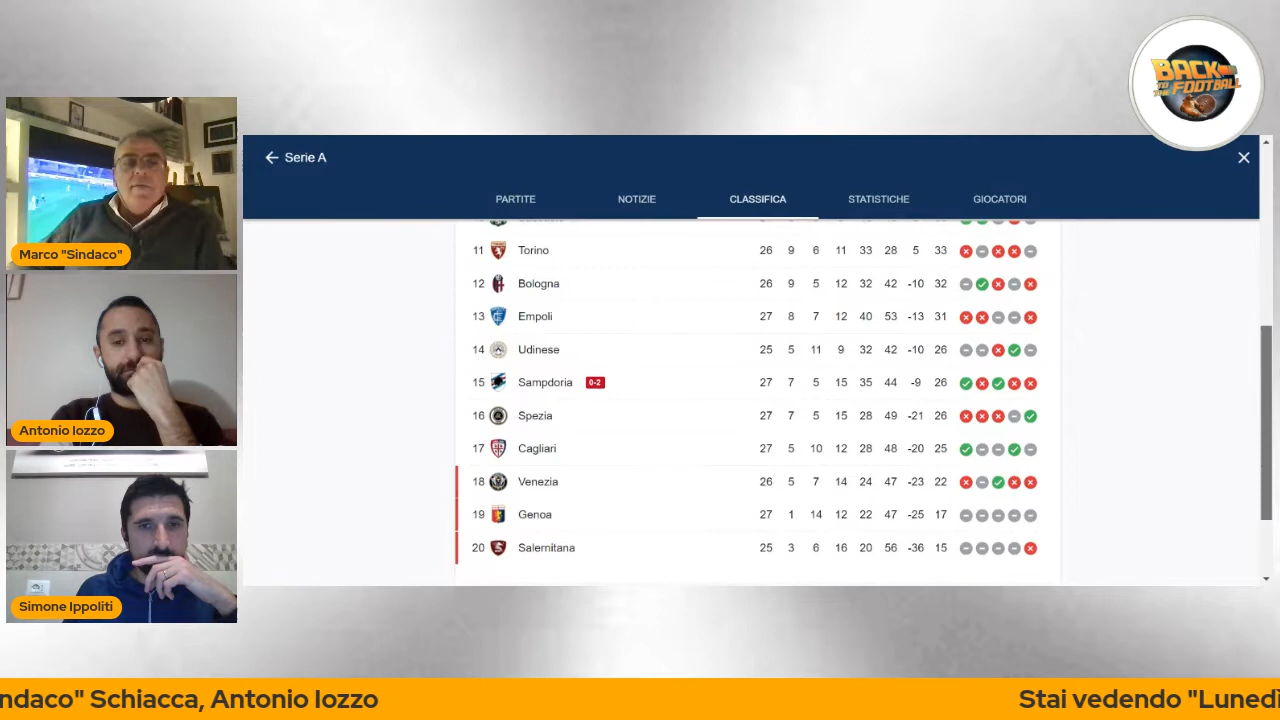 BACK
TO THE FOOTBALL
Serie A
PARTITE NOTIZIE CLASSIFICA STATISTICHE GIOCATORI
11 Torino 26 9 6 11 33 28 5 33
12 Bologna 26 9 5 12 32 42 -10 32
13 Empoli 27 8 7 12 40 53 -13 31
14 Udinese 25 5 11 9 32 42 -10 26
15 Sampdoria 0-2 27 7 5 15 35 44 -9 26
16 Spezia 27 7 5 15 28 49 -21 26
17 Cagliari 27 5 10 12 28 48 -20 25
18 Venezia 26 5 7 14 24 47 -23 22
19 Genoa 27 1 14 12 22 47 -25 17
20 Salernitana 25 3 6 16 20 56 -36 15
Marco "Sindaco"
Antonio Iozzo
Simone Ippoliti
ndaco" Schiacca, Antonio Iozzo Stai vedendo "Lunedì